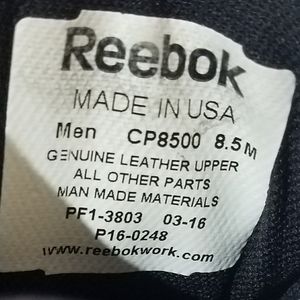 Reebok
MADE IN USA
Men CP8500 8.5 M
GENUINE LEATHER UPPER
ALL OTHER PARTS
MAN MADE MATERIALS
PF1-3803 03-16
P16-0248
www.reebokwork.com